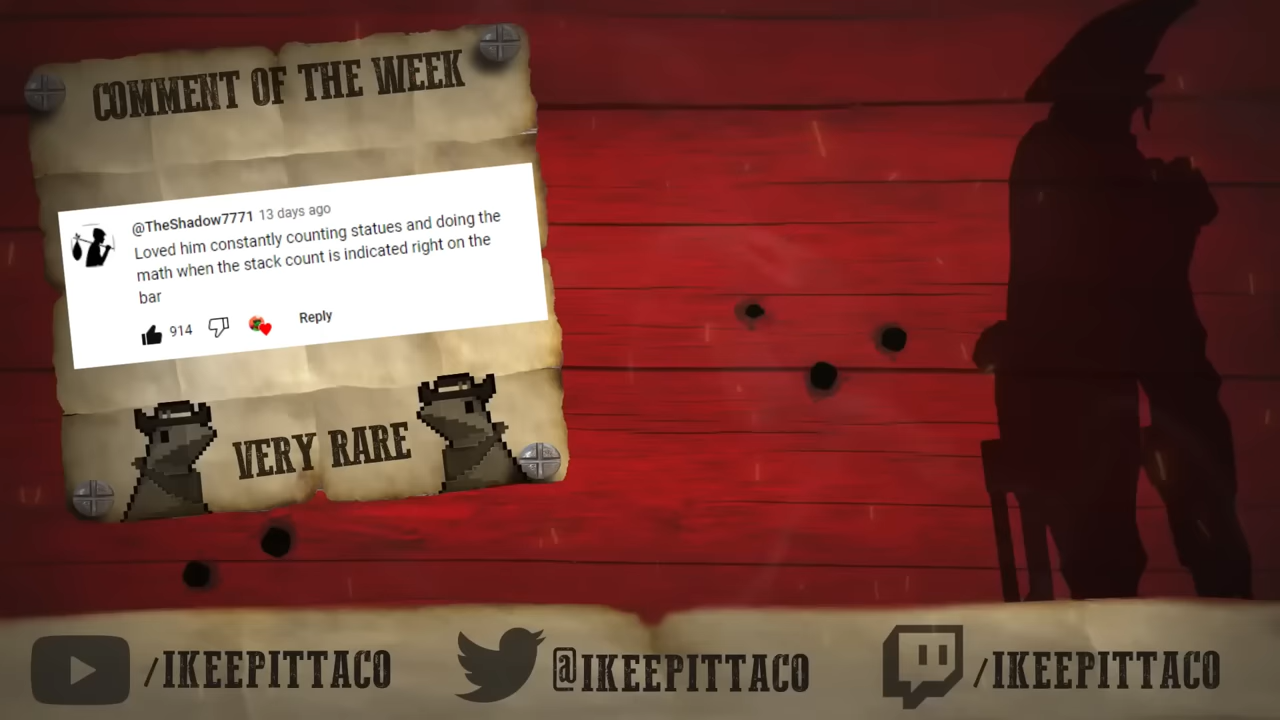 COMMENT OF THE WEEK
@TheShadow7771 13 days ago
Loved him constantly counting statues and doing the
math when the stack count is indicated right on the
bar
914 Reply
VERY RARE
/IKEEPITTACO @IKEEPITTACO /IKEEPITTACO